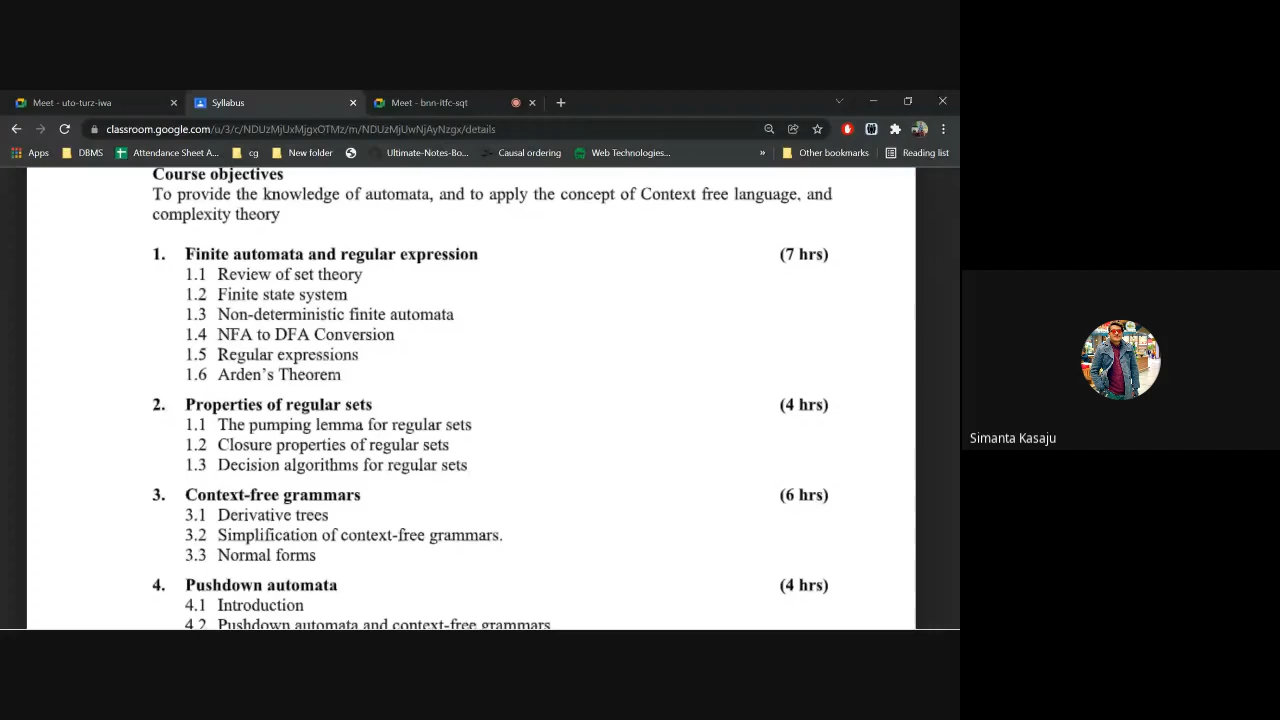 Meet - uto-turz-iwa
Syllabus
Meet - bnn-itfc-sqt
classroom.google.com/u/3/c/NDUzMjUxMjgxOTMz/m/NDUzMjUwNjAyNzgx/details
Apps DBMS Attendance Sheet A... cg New folder Ultimate-Notes-Bo... Causal ordering Web Technologies... » Other bookmarks Reading list
Course objectives
To provide the knowledge of automata, and to apply the concept of Context free language, and
complexity theory
1. Finite automata and regular expression (7 hrs)
1.1 Review of set theory
1.2 Finite state system
1.3 Non-deterministic finite automata
1.4 NFA to DFA Conversion
1.5 Regular expressions
1.6 Arden's Theorem
2. Properties of regular sets (4 hrs)
1.1 The pumping lemma for regular sets
1.2 Closure properties of regular sets
1.3 Decision algorithms for regular sets
3. Context-free grammars (6 hrs)
3.1 Derivative trees
3.2 Simplification of context-free grammars.
3.3 Normal forms
4. Pushdown automata (4 hrs)
4.1 Introduction
4.2 Pushdown automata and context-free grammars
Simanta Kasaju